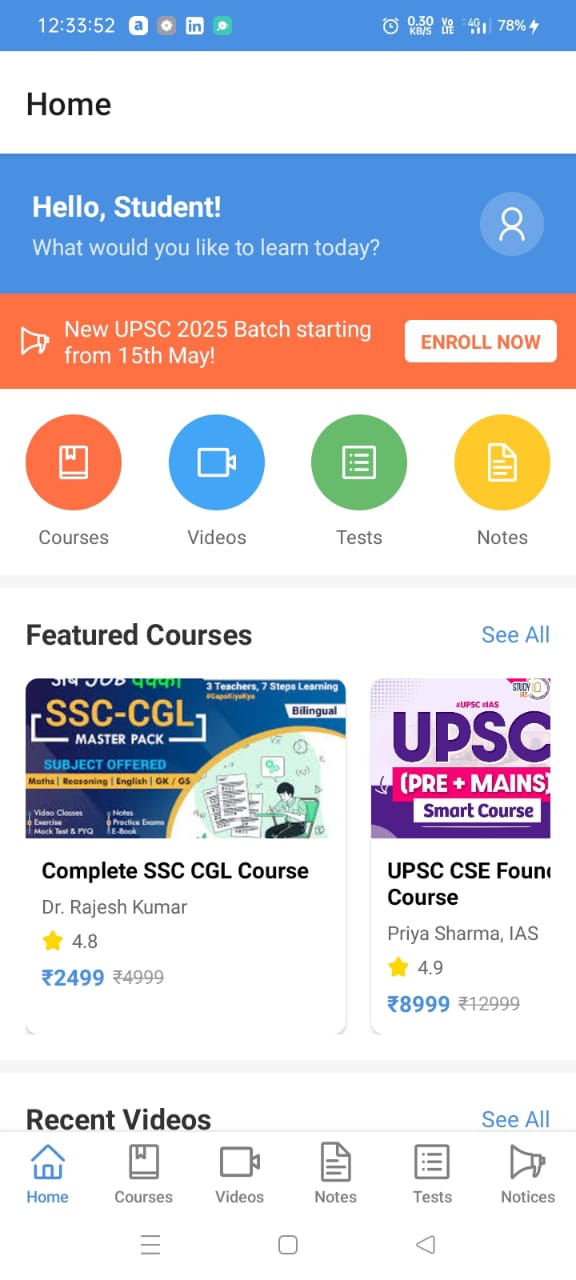 12:33:52
0.30 KB/S
Vo LTE
4G
78%
Home
Hello, Student!
What would you like to learn today?
New UPSC 2025 Batch starting
from 15th May!
ENROLL NOW
Courses
Videos
Tests
Notes
Featured Courses
See All
3 Teachers, 7 Steps Learning
#GapsKiyaKya
Bilingual
SSC-CGL
MASTER PACK
SUBJECT OFFERED
Maths | Reasoning | English | GK / GS
Video Classes
Notes
Exercise
Practice Exams
Mock Test & PYQ
E-Book
Complete SSC CGL Course
Dr. Rajesh Kumar
4.8
₹2499 ₹4999
STUDY IQ
#UPSC #IAS
UPSC
(PRE + MAINS)
Smart Course
UPSC CSE Foun
Course
Priya Sharma, IAS
4.9
₹8999 ₹12999
Recent Videos
See All
Home
Courses
Videos
Notes
Tests
Notices